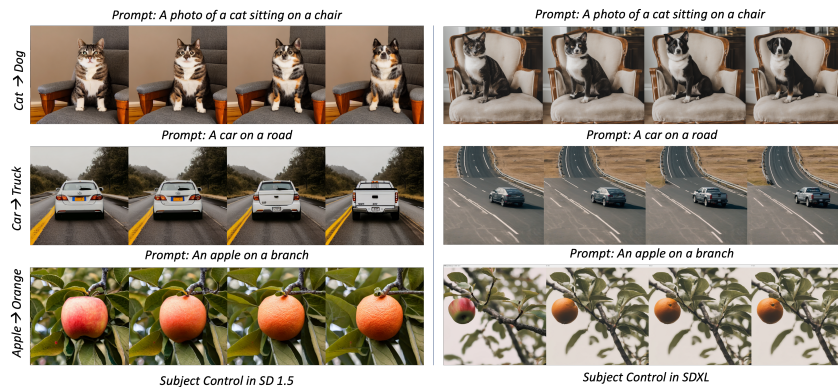 Prompt: A photo of a cat sitting on a chair
Prompt: A photo of a cat sitting on a chair
Cat → Dog
Prompt: A car on a road
Prompt: A car on a road
Car → Truck
Prompt: An apple on a branch
Prompt: An apple on a branch
Apple → Orange
Subject Control in SD 1.5
Subject Control in SDXL